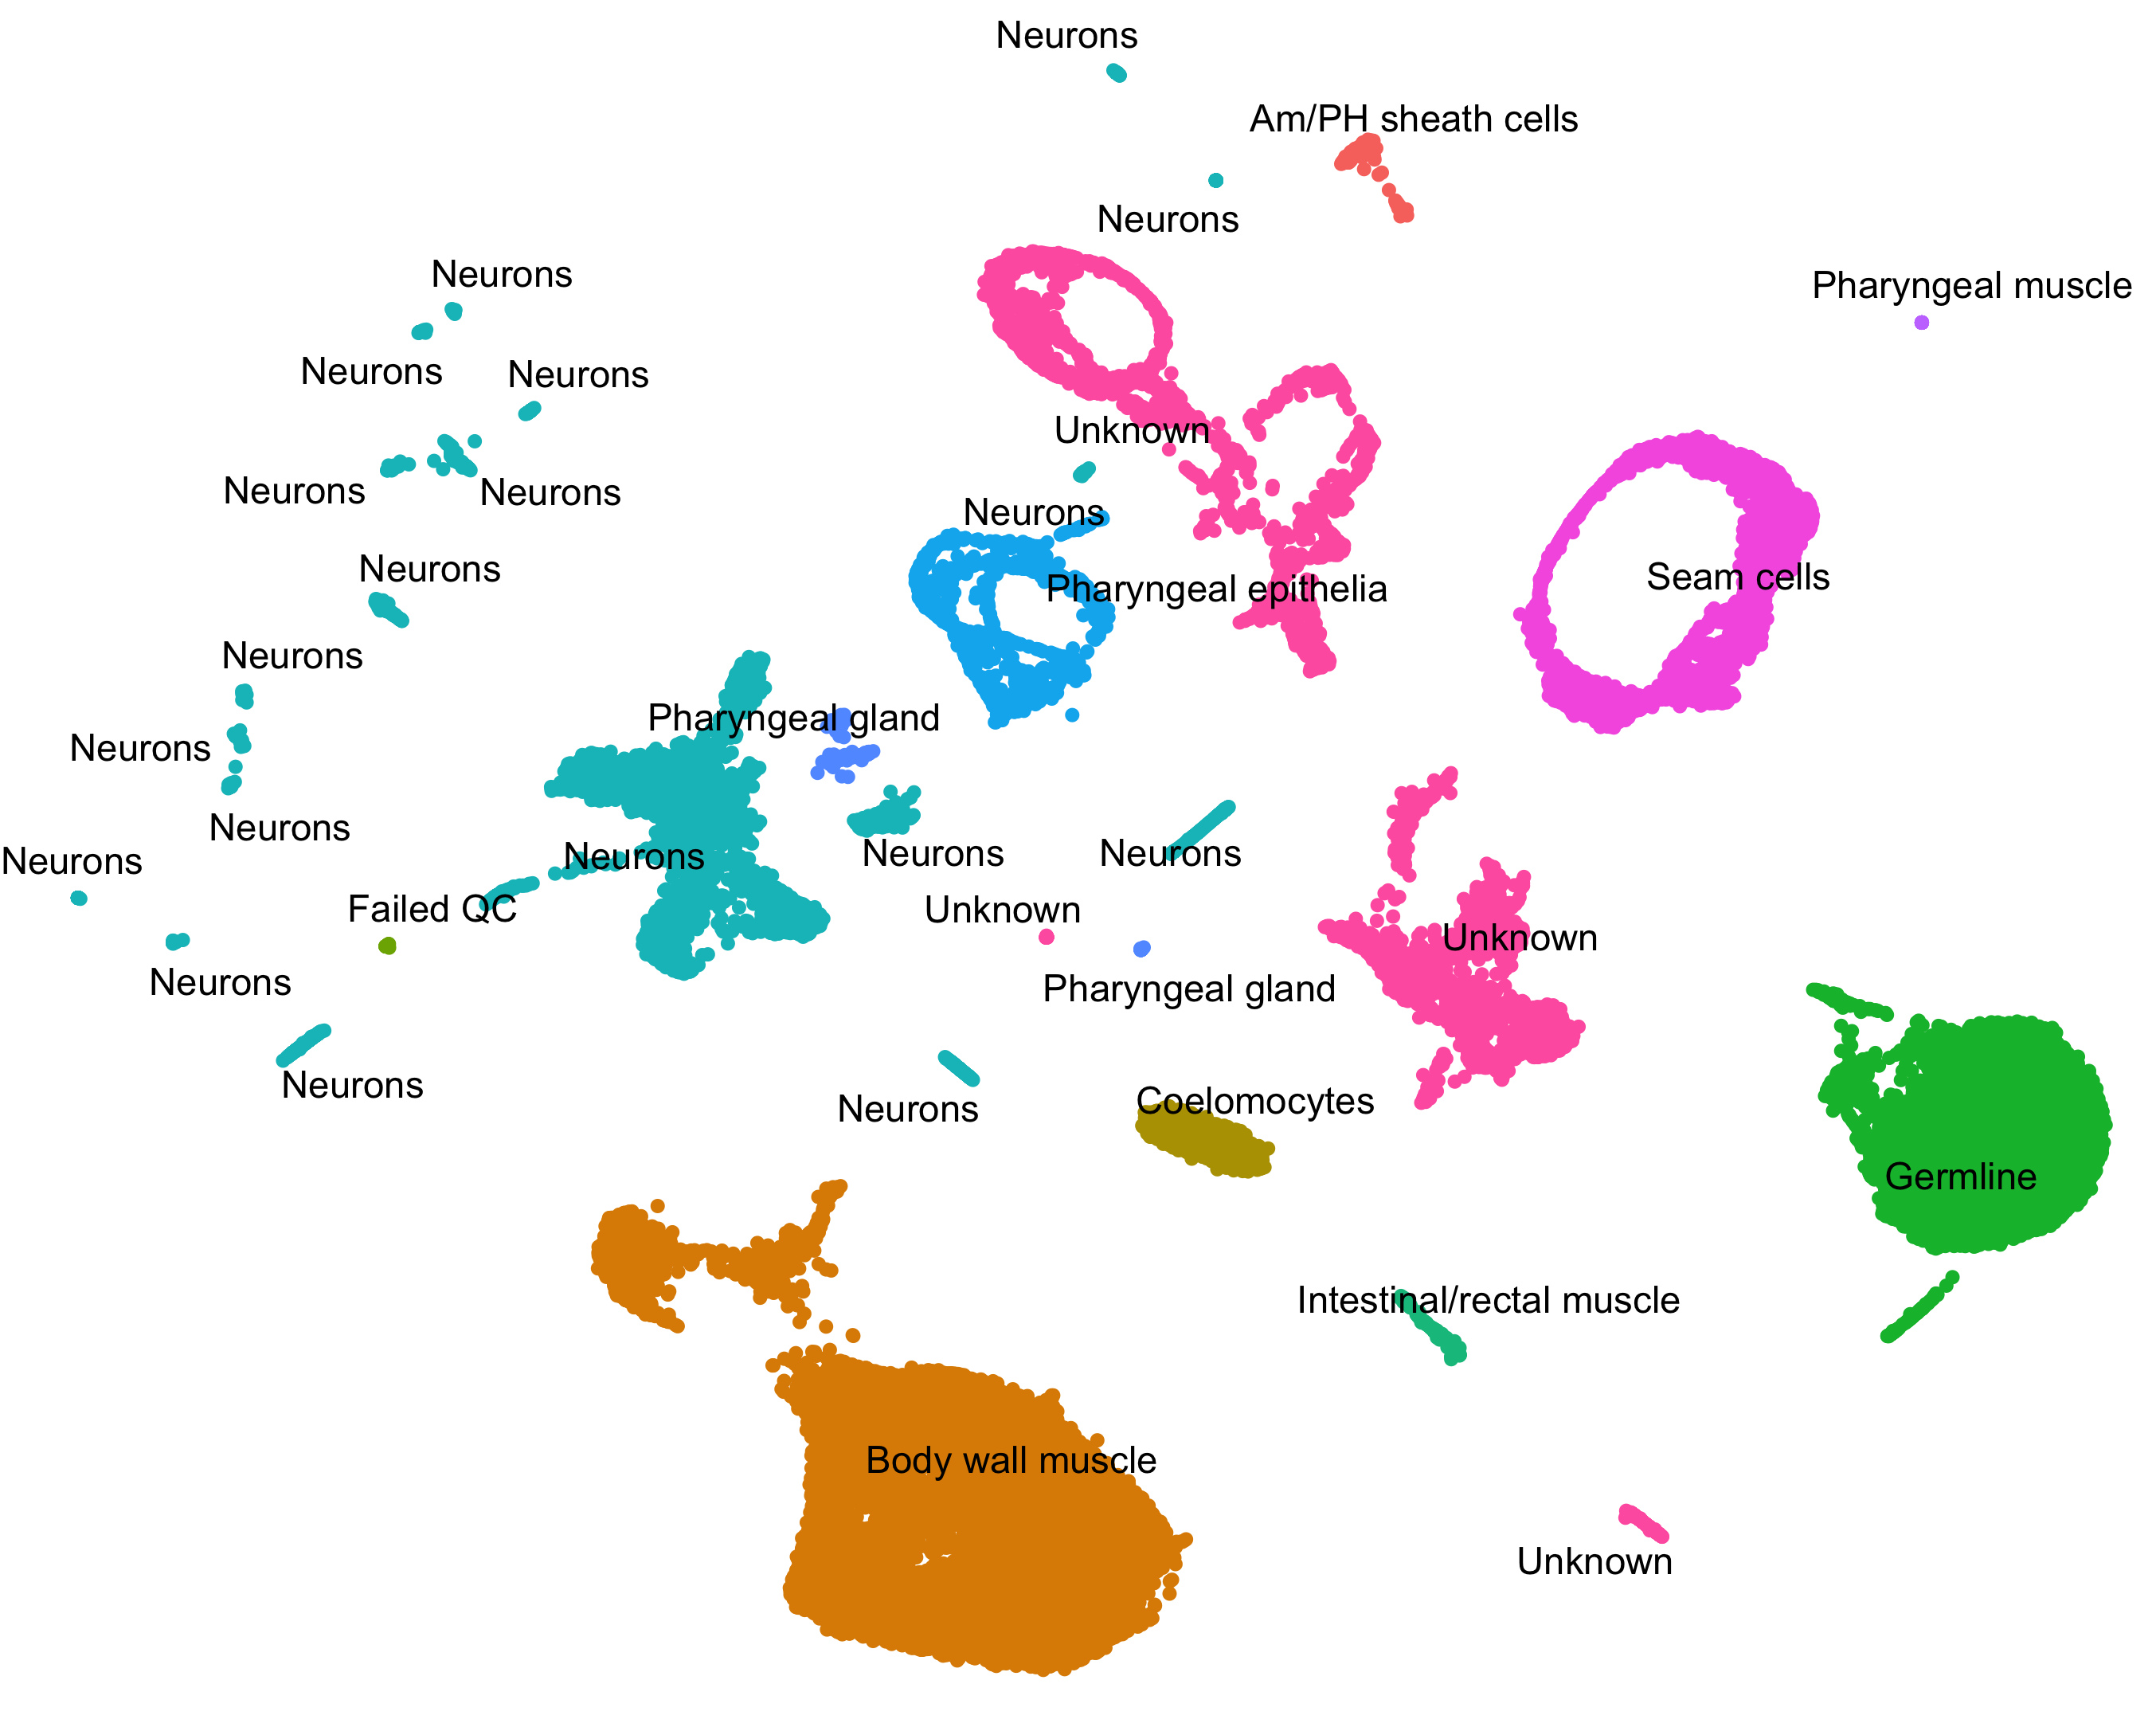 Neurons
Am/PH sheath cells
Neurons
Neurons
Pharyngeal muscle
Neurons
Neurons
Unknown
Neurons
Neurons
Neurons
Neurons
Seam cells
Pharyngeal epithelia
Neurons
Pharyngeal gland
Neurons
Neurons
Neurons
Neurons
Neurons
Neurons
Failed QC
Unknown
Unknown
Neurons
Pharyngeal gland
Neurons
Coelomocytes
Neurons
Germline
Intestinal/rectal muscle
Body wall muscle
Unknown